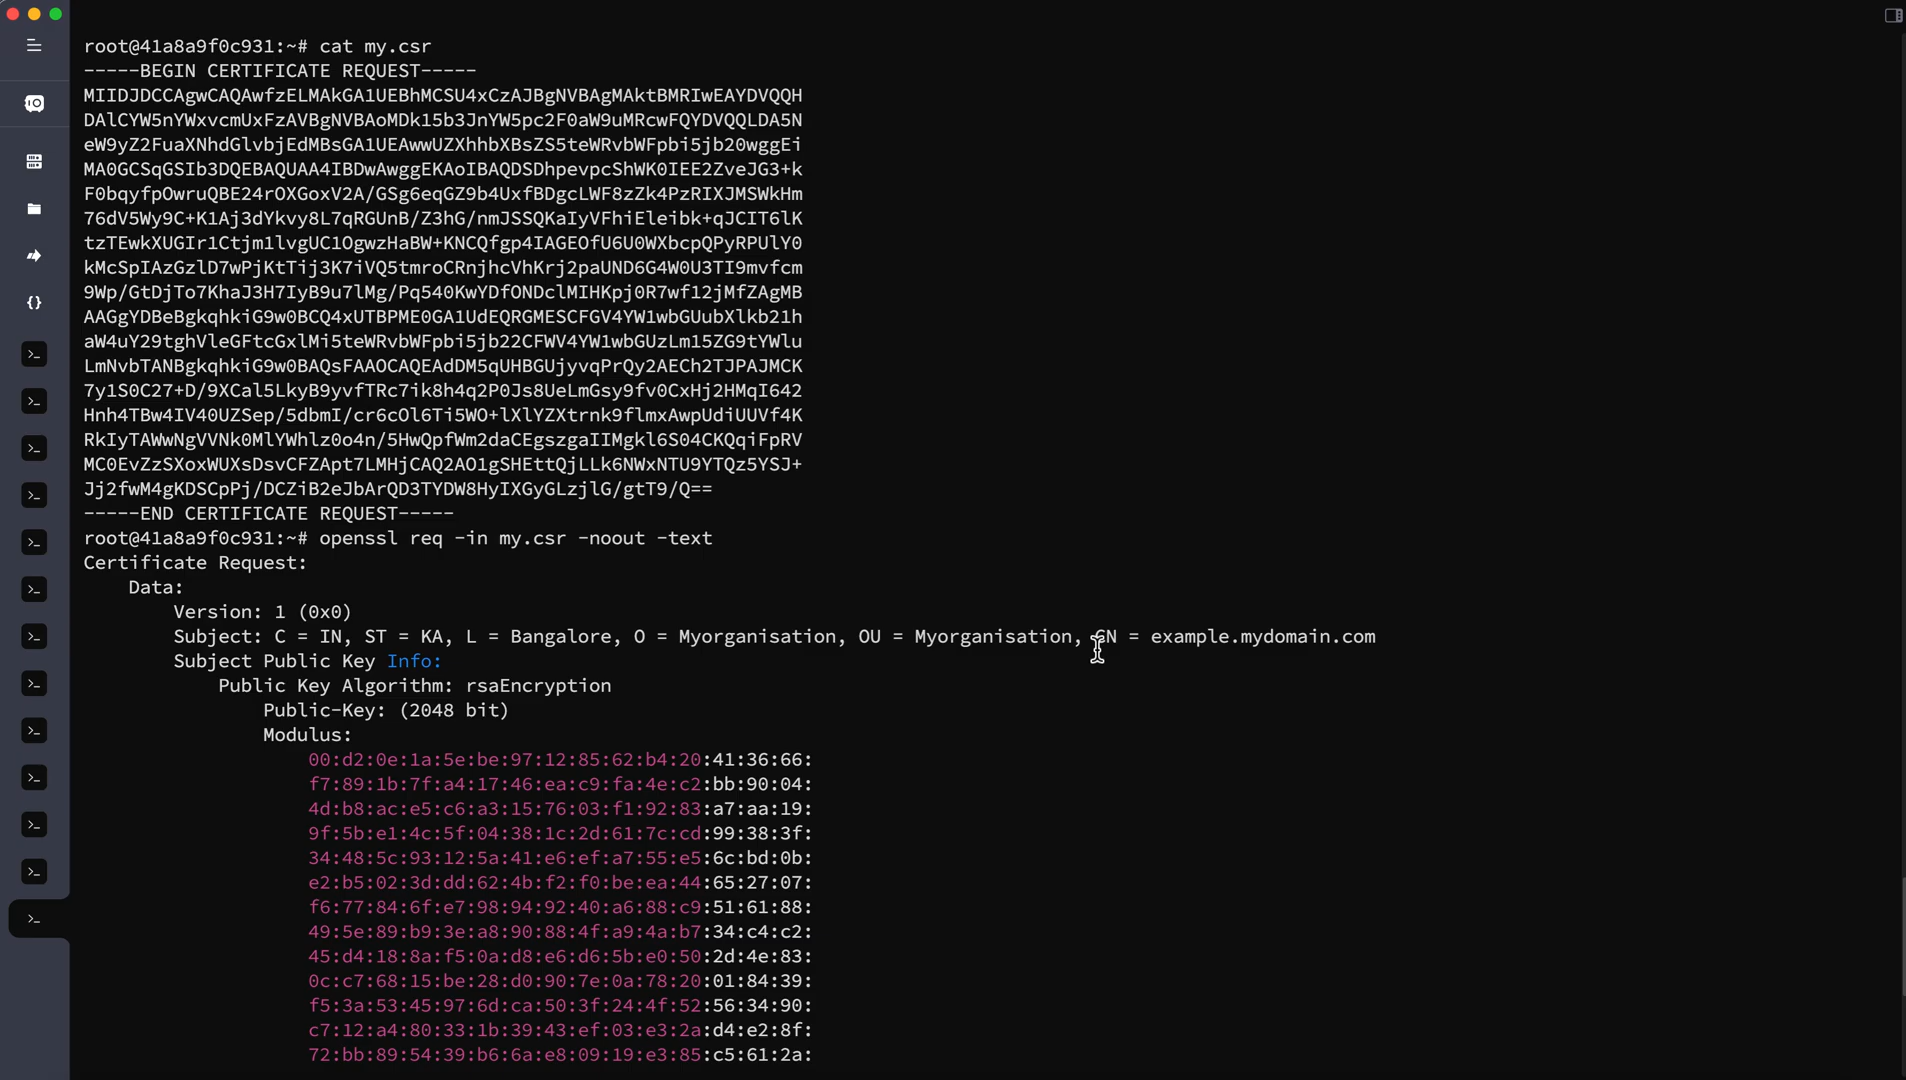 root@41a8a9f0c931:~# cat my.csr
-----BEGIN CERTIFICATE REQUEST-----
MIIDJDCCAgwCAQAwfzELMAkGA1UEBhMCSU4xCzAJBgNVBAgMAktBMRIwEAYDVQQH
DAlCYW5nYWxvcmUxFzAVBgNVBAoMDk15b3JnYW5pc2F0aW9uMRcwFQYDVQQLDA5N
eW9yZ2FuaXNhdGlvbjEdMBsGA1UEAwwUZXhhbXBsZS5teWRvbWFpbi5jb20wggEi
MA0GCSqGSIb3DQEBAQUAA4IBDwAwggEKAoIBAQDSDhpevpcShWK0IEE2ZveJG3+k
F0bqyfpOwruQBE24rOXGoxV2A/GSg6eqGZ9b4UxfBDgcLWF8zZk4PzRIXJMSWkHm
76dV5Wy9C+K1Aj3dYkvy8L7qRGUnB/Z3hG/nmJSSQKaIyVFhiEleibk+qJCIT6lK
tzTEwkXUGIr1Ctjm1lvgUC1OgwzHaBW+KNCQfgp4IAGEOfU6U0WXbcpQPyRPUlY0
kMcSpIAzGzlD7wPjKtTij3K7iVQ5tmroCRnjhcVhKrj2paUND6G4W0U3TI9mvfcm
9Wp/GtDjTo7KhaJ3H7IyB9u7lMg/Pq540KwYDfONDclMIHKpj0R7wf12jMfZAgMB
AAGgYDBeBgkqhkiG9w0BCQ4xUTBPME0GA1UdEQRGMESCFGV4YW1wbGUubXlkb21h
aW4uY29tghVleGFtcGxlMi5teWRvbWFpbi5jb22CFWV4YW1wbGUzLm15ZG9tYWlu
LmNvbTANBgkqhkiG9w0BAQsFAAOCAQEAdDM5qUHBGUjyvqPrQy2AECh2TJPAJMCK
7y1S0C27+D/9XCal5LkyB9yvfTRc7ik8h4q2P0Js8UeLmGsy9fv0CxHj2HMqI642
Hnh4TBw4IV40UZSep/5dbmI/cr6cOl6Ti5WO+lXlYZXtrnk9flmxAwpUdiUUVf4K
RkIyTAWwNgVVNk0MlYWhlz0o4n/5HwQpfWm2daCEgszgaIIMgkl6S04CKQqiFpRV
MC0EvZzSXoxWUXsDsvCFZApt7LMHjCAQ2AO1gSHEttQjLLk6NWxNTU9YTQz5YSJ+
Jj2fwM4gKDSCpPj/DCZiB2eJbArQD3TYDW8HyIXGyGLzjlG/gtT9/Q==
-----END CERTIFICATE REQUEST-----
root@41a8a9f0c931:~# openssl req -in my.csr -noout -text
Certificate Request:
Data:
Version: 1 (0x0)
Subject: C = IN, ST = KA, L = Bangalore, O = Myorganisation, OU = Myorganisation, CN = example.mydomain.com
Subject Public Key Info:
Public Key Algorithm: rsaEncryption
Public-Key: (2048 bit)
Modulus:
00:d2:0e:1a:5e:be:97:12:85:62:b4:20:41:36:66:
f7:89:1b:7f:a4:17:46:ea:c9:fa:4e:c2:bb:90:04:
4d:b8:ac:e5:c6:a3:15:76:03:f1:92:83:a7:aa:19:
9f:5b:e1:4c:5f:04:38:1c:2d:61:7c:cd:99:38:3f:
34:48:5c:93:12:5a:41:e6:ef:a7:55:e5:6c:bd:0b:
e2:b5:02:3d:dd:62:4b:f2:f0:be:ea:44:65:27:07:
f6:77:84:6f:e7:98:94:92:40:a6:88:c9:51:61:88:
49:5e:89:b9:3e:a8:90:88:4f:a9:4a:b7:34:c4:c2:
45:d4:18:8a:f5:0a:d8:e6:d6:5b:e0:50:2d:4e:83:
0c:c7:68:15:be:28:d0:90:7e:0a:78:20:01:84:39:
f5:3a:53:45:97:6d:ca:50:3f:24:4f:52:56:34:90:
c7:12:a4:80:33:1b:39:43:ef:03:e3:2a:d4:e2:8f:
72:bb:89:54:39:b6:6a:e8:09:19:e3:85:c5:61:2a: